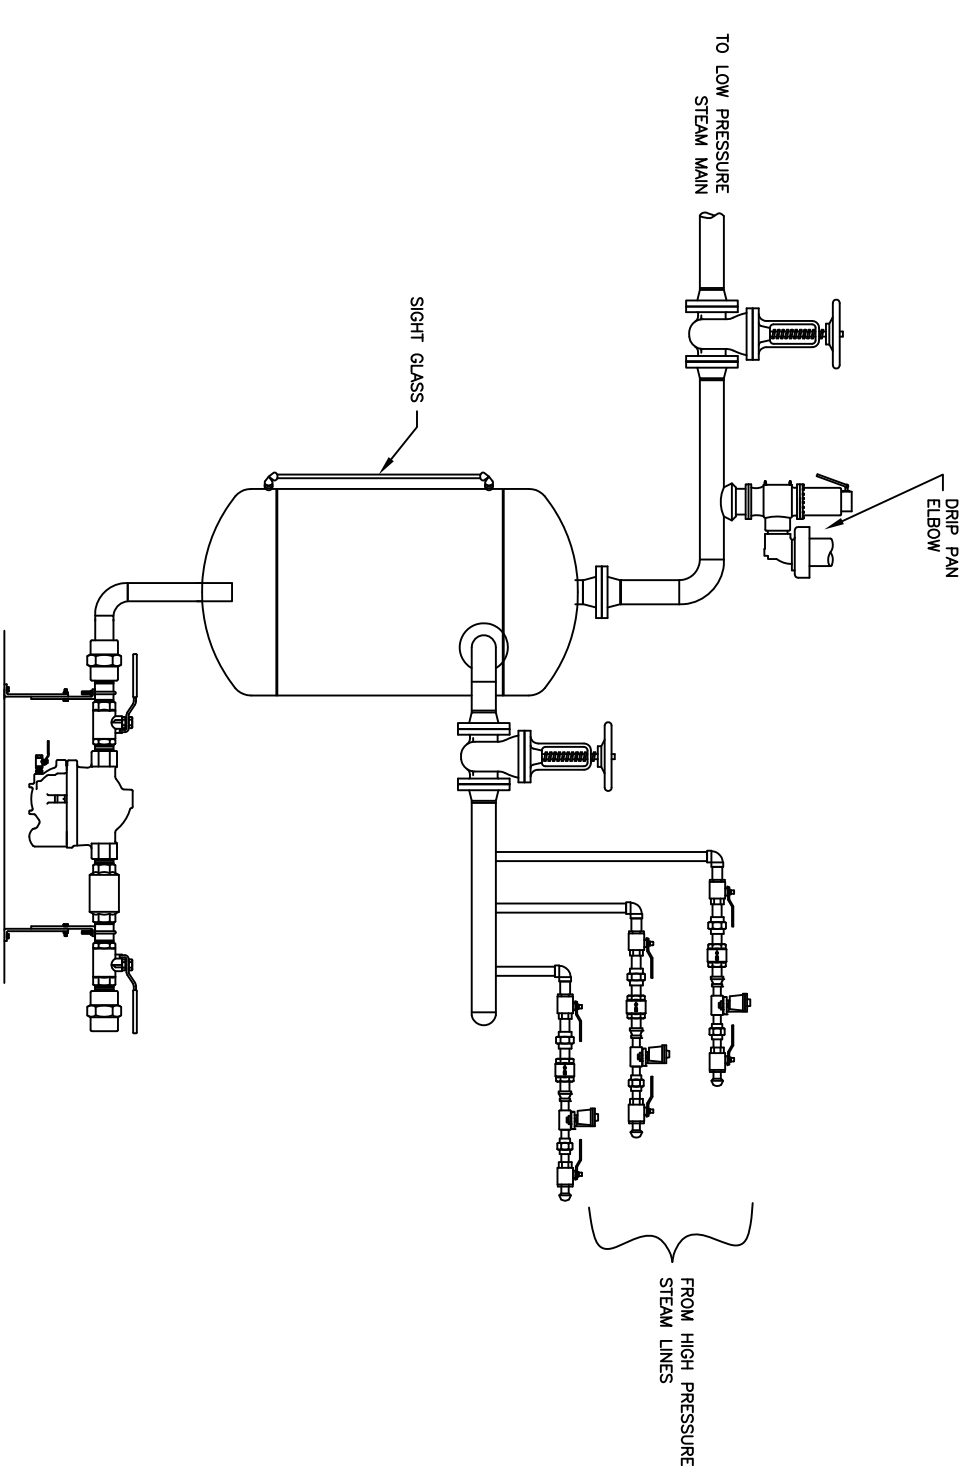 TO LOW PRESSURE
STEAM MAIN
DRIP PAN
ELBOW
SIGHT GLASS
FROM HIGH PRESSURE
STEAM LINES